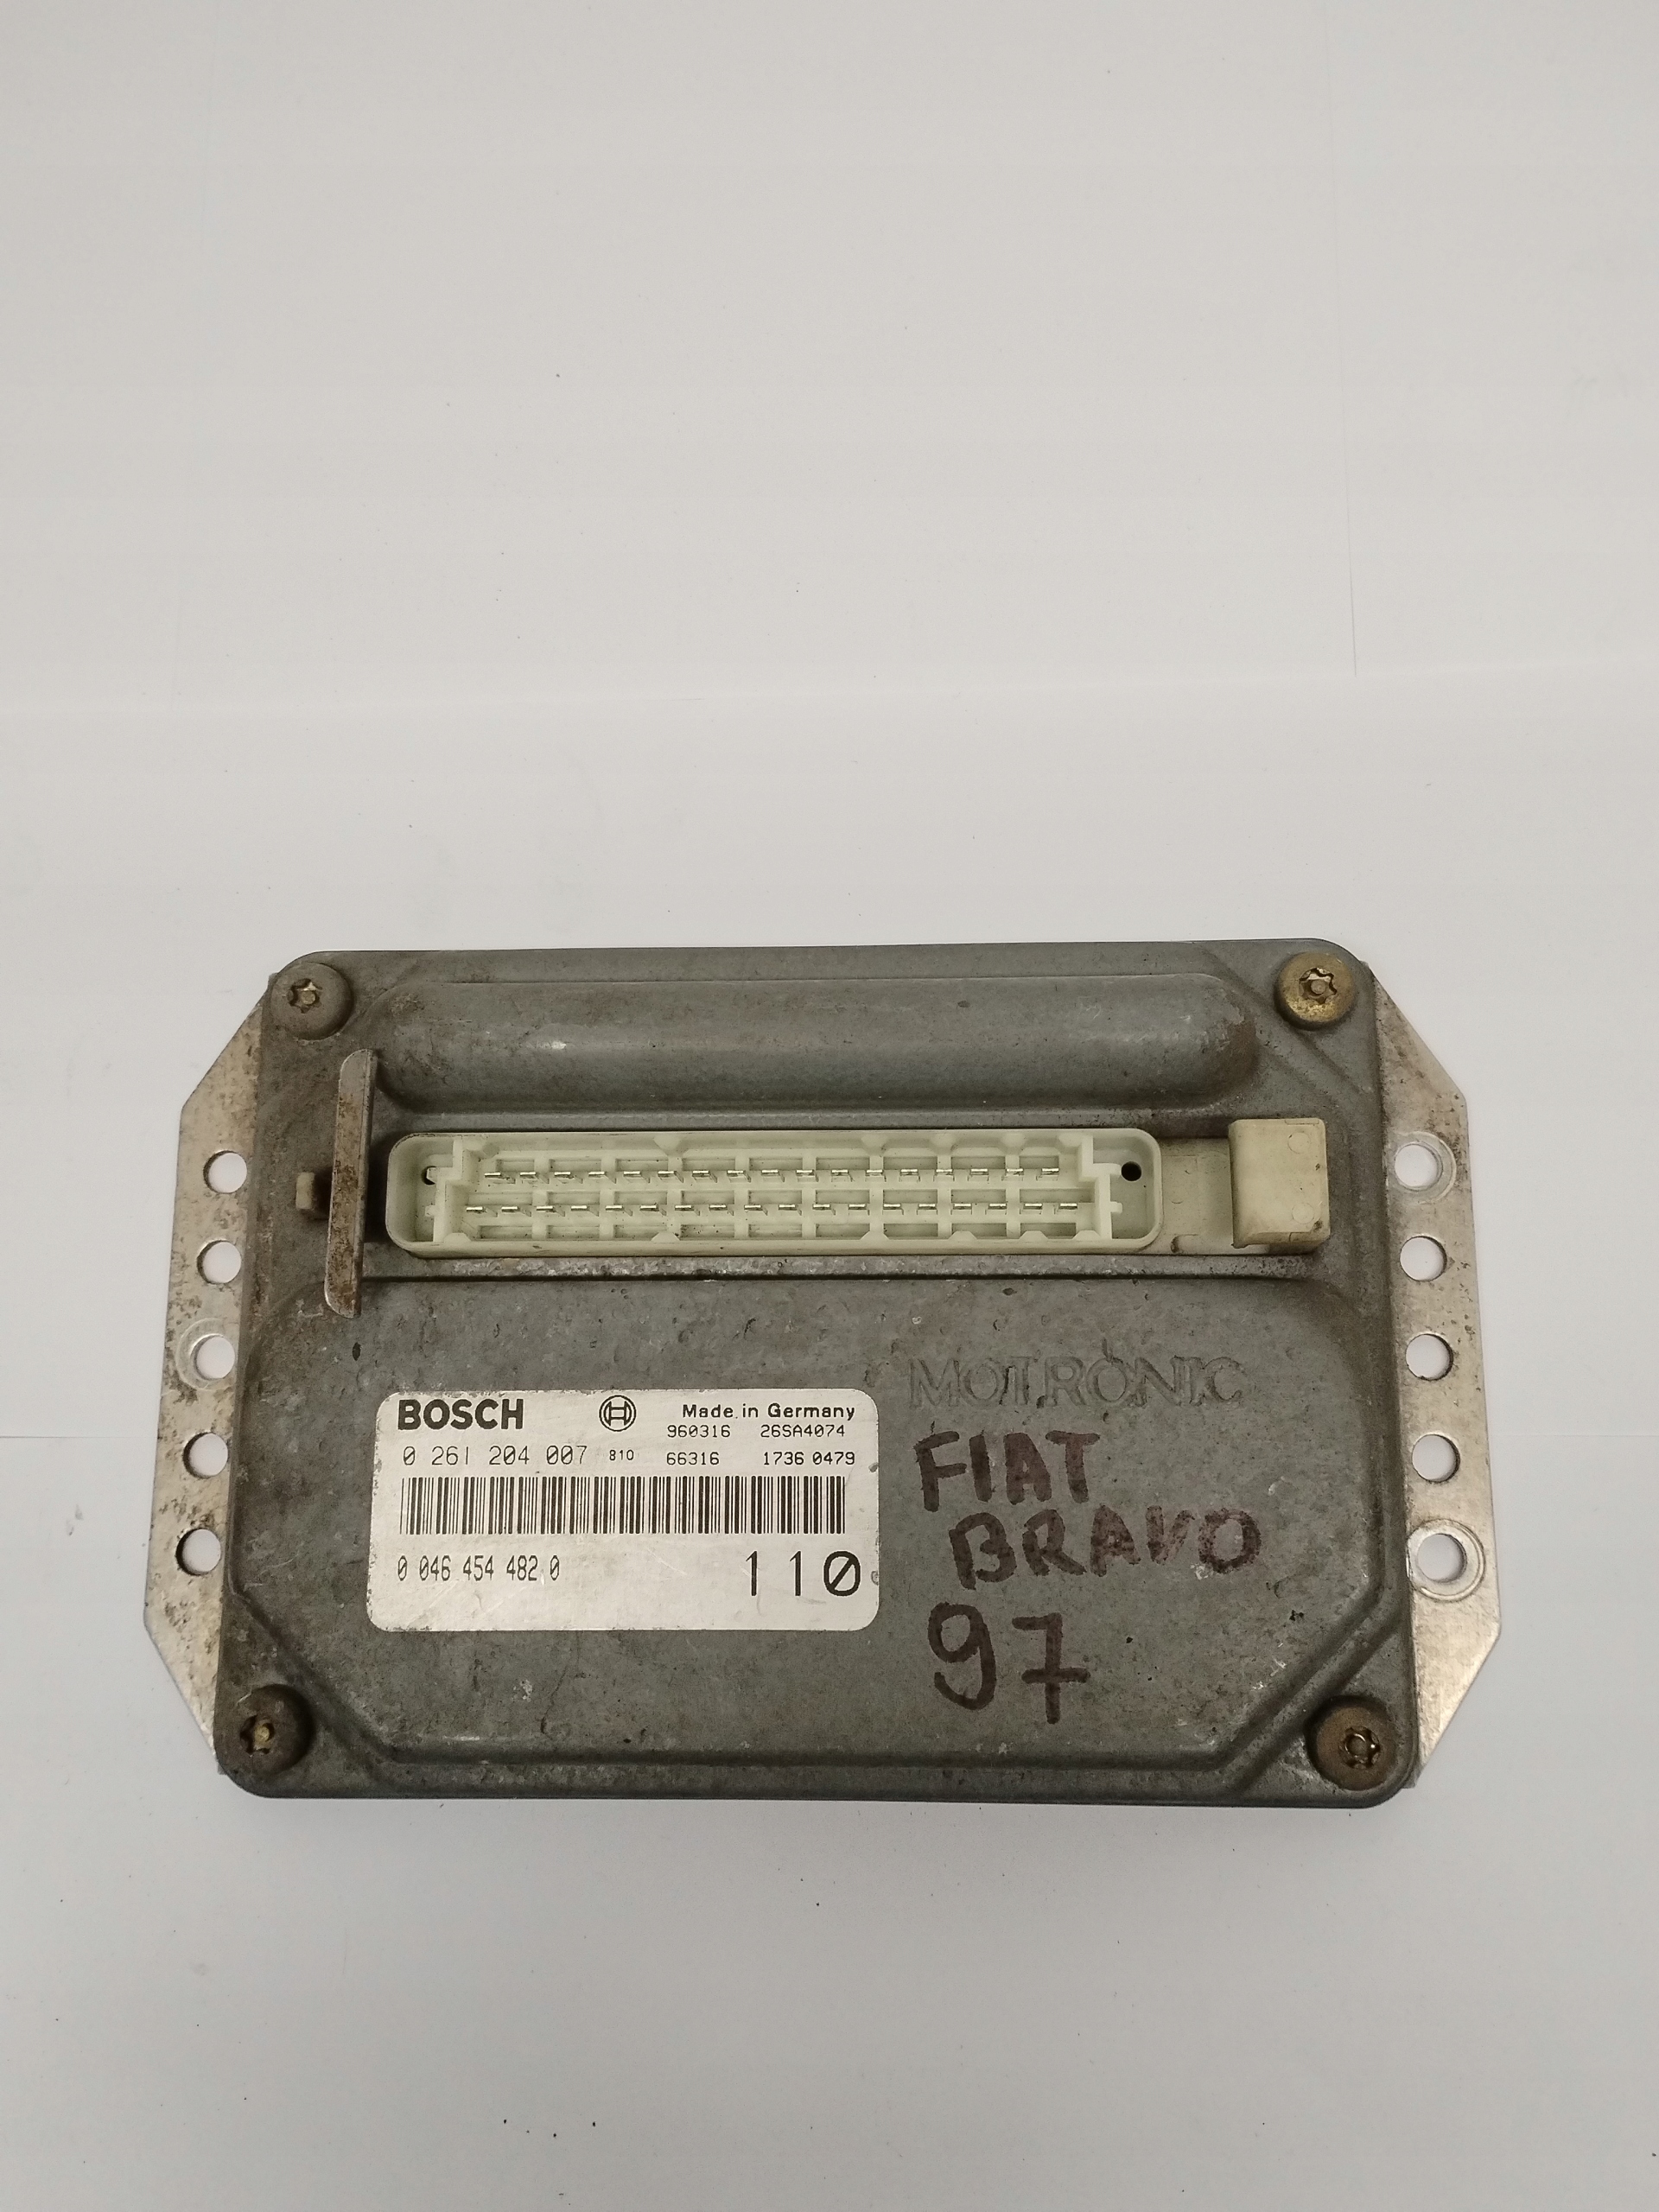 MOTRONIC
BOSCH Made in Germany
960316 26SA4074
0 261 204 007 810 66316 1736 0479
0 046 454 482 0 110
FIAT
BRAVO
97